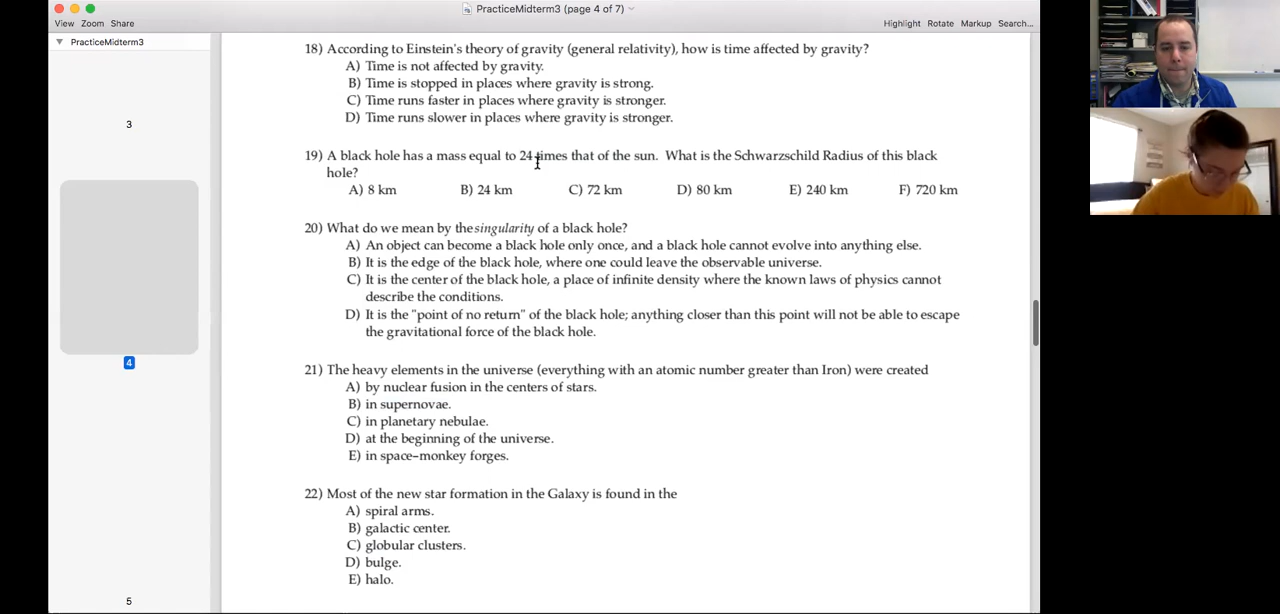 PracticeMidterm3 (page 4 of 7)
View Zoom Share
Highlight Rotate Markup Search...
PracticeMidterm3
3
4
5
18) According to Einstein's theory of gravity (general relativity), how is time affected by gravity?
A) Time is not affected by gravity.
B) Time is stopped in places where gravity is strong.
C) Time runs faster in places where gravity is stronger.
D) Time runs slower in places where gravity is stronger.
19) A black hole has a mass equal to 24 times that of the sun. What is the Schwarzschild Radius of this black
hole?
A) 8 km B) 24 km C) 72 km D) 80 km E) 240 km F) 720 km
20) What do we mean by the singularity of a black hole?
A) An object can become a black hole only once, and a black hole cannot evolve into anything else.
B) It is the edge of the black hole, where one could leave the observable universe.
C) It is the center of the black hole, a place of infinite density where the known laws of physics cannot
describe the conditions.
D) It is the "point of no return" of the black hole; anything closer than this point will not be able to escape
the gravitational force of the black hole.
21) The heavy elements in the universe (everything with an atomic number greater than Iron) were created
A) by nuclear fusion in the centers of stars.
B) in supernovae.
C) in planetary nebulae.
D) at the beginning of the universe.
E) in space-monkey forges.
22) Most of the new star formation in the Galaxy is found in the
A) spiral arms.
B) galactic center.
C) globular clusters.
D) bulge.
E) halo.